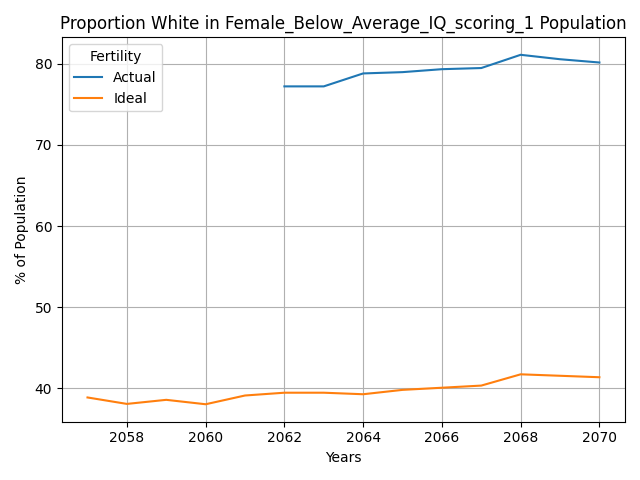 Proportion White in Female_Below_Average_IQ_scoring_1 Population
Fertility
Actual
Ideal
80
70
60
50
40
% of Population
2058 2060 2062 2064 2066 2068 2070
Years